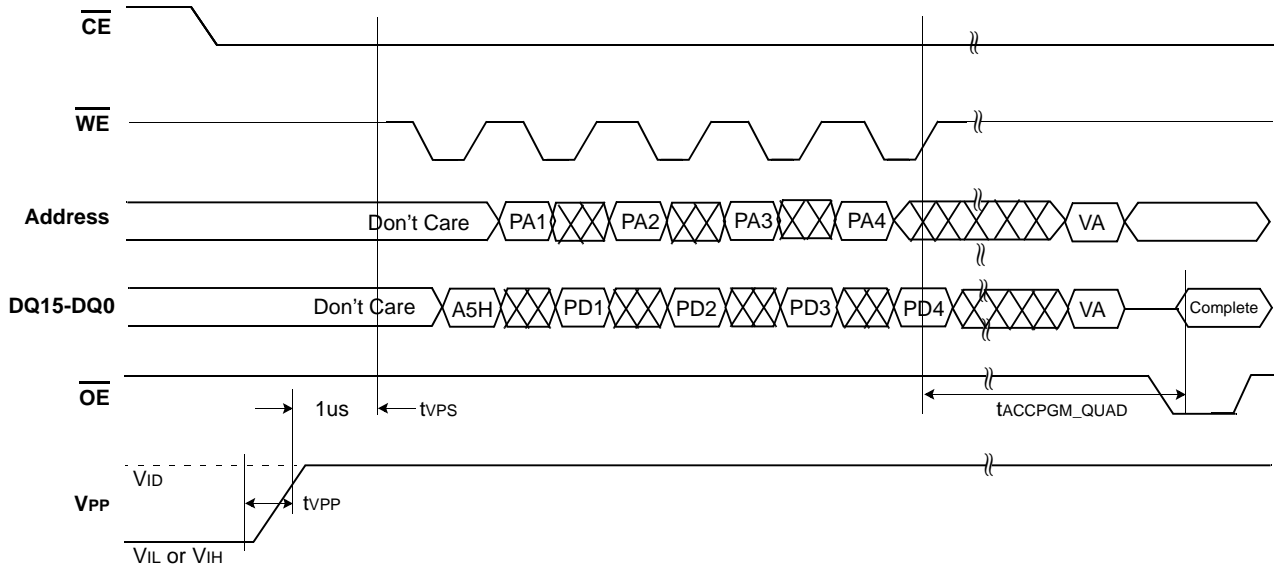 CE
WE
Address Don't Care PA1 PA2 PA3 PA4 VA
DQ15-DQ0 Don't Care A5H PD1 PD2 PD3 PD4 VA Complete
OE
1us tVPS tACCPGM_QUAD
VID
VPP tVPP
VIL or VIH